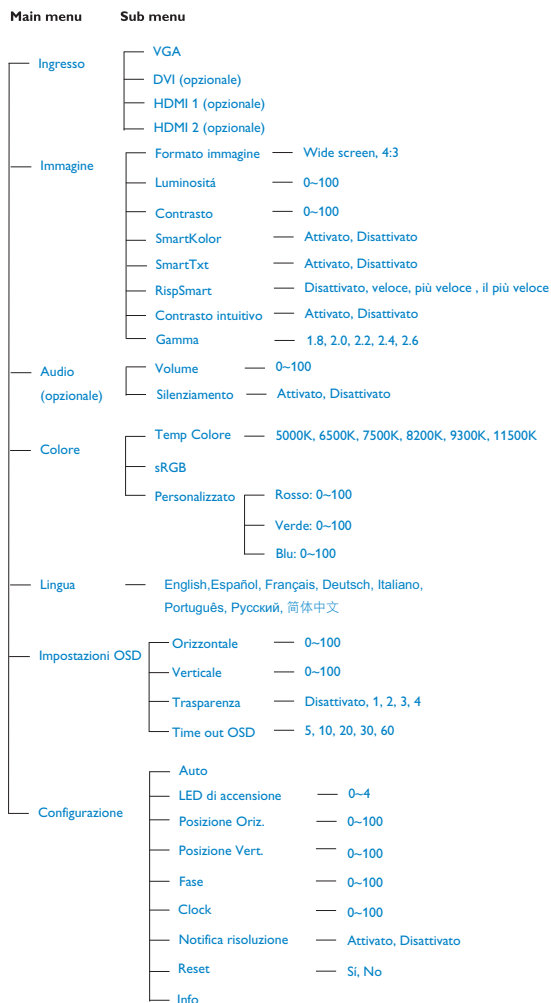 Main menu Sub menu
Ingresso
VGA
DVI (opzionale)
HDMI 1 (opzionale)
HDMI 2 (opzionale)
Immagine
Formato immagine Wide screen, 4:3
Luminositá 0~100
Contrasto 0~100
SmartKolor Attivato, Disattivato
SmartTxt Attivato, Disattivato
RispSmart Disattivato, veloce, più veloce , il più veloce
Contrasto intuitivo Attivato, Disattivato
Gamma 1.8, 2.0, 2.2, 2.4, 2.6
Audio
(opzionale)
Volume 0~100
Silenziamento Attivato, Disattivato
Colore
Temp Colore 5000K, 6500K, 7500K, 8200K, 9300K, 11500K
sRGB
Personalizzato Rosso: 0~100
Verde: 0~100
Blu: 0~100
Lingua English,Español, Français, Deutsch, Italiano,
Português, Русский, 简体中文
Impostazioni OSD
Orizzontale 0~100
Verticale 0~100
Trasparenza Disattivato, 1, 2, 3, 4
Time out OSD 5, 10, 20, 30, 60
Configurazione
Auto
LED di accensione 0~4
Posizione Oriz. 0~100
Posizione Vert. 0~100
Fase 0~100
Clock 0~100
Notifica risoluzione Attivato, Disattivato
Reset Sí, No
Info